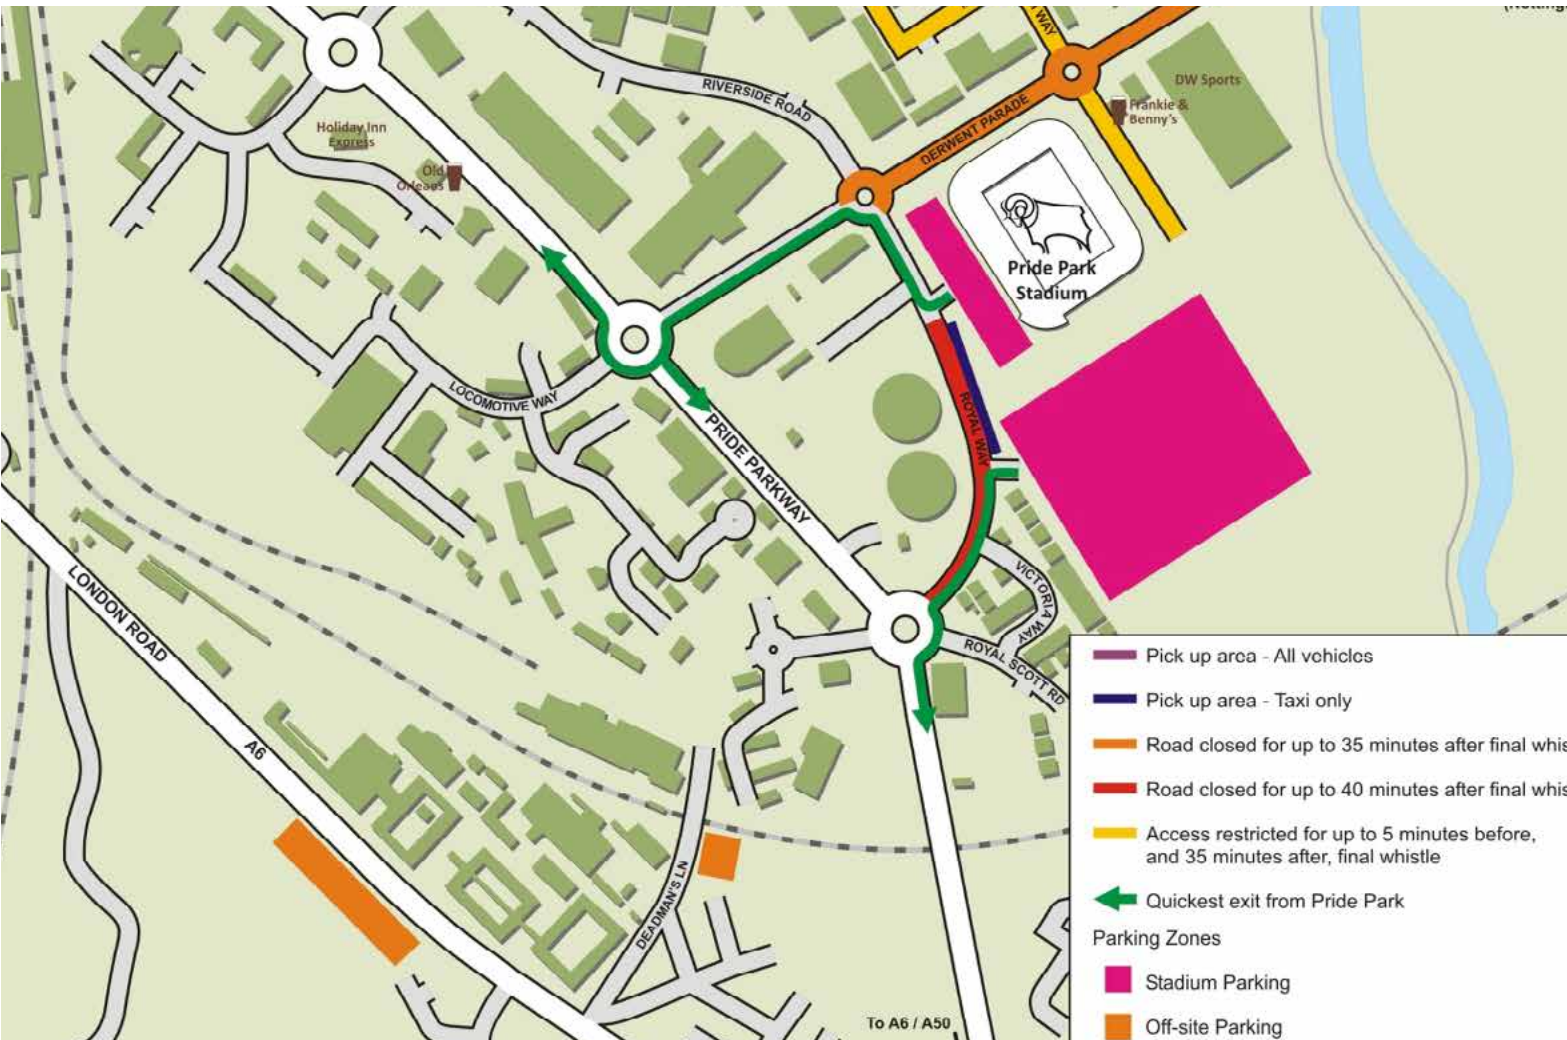 WAY
DW Sports
RIVERSIDE ROAD
Frankie &
Benny's
DERWENT PARADE
Holiday Inn
Express
Old
Orleans
Pride Park
Stadium
LOCOMOTIVE WAY
ROYAL WAY
PRIDE PARKWAY
VICTORIA WAY
LONDON ROAD
ROYAL SCOTT RD
A6
DEADMAN'S LN
To A6 / A50
Pick up area - All vehicles
Pick up area - Taxi only
Road closed for up to 35 minutes after final whis
Road closed for up to 40 minutes after final whis
Access restricted for up to 5 minutes before,
and 35 minutes after, final whistle
Quickest exit from Pride Park
Parking Zones
Stadium Parking
Off-site Parking